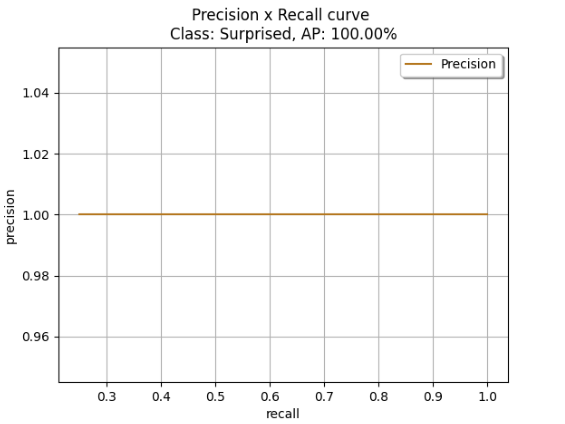 Precision x Recall curve
Class: Surprised, AP: 100.00%
Precision
1.04
1.02
1.00
0.98
0.96
precision
0.3 0.4 0.5 0.6 0.7 0.8 0.9 1.0
recall